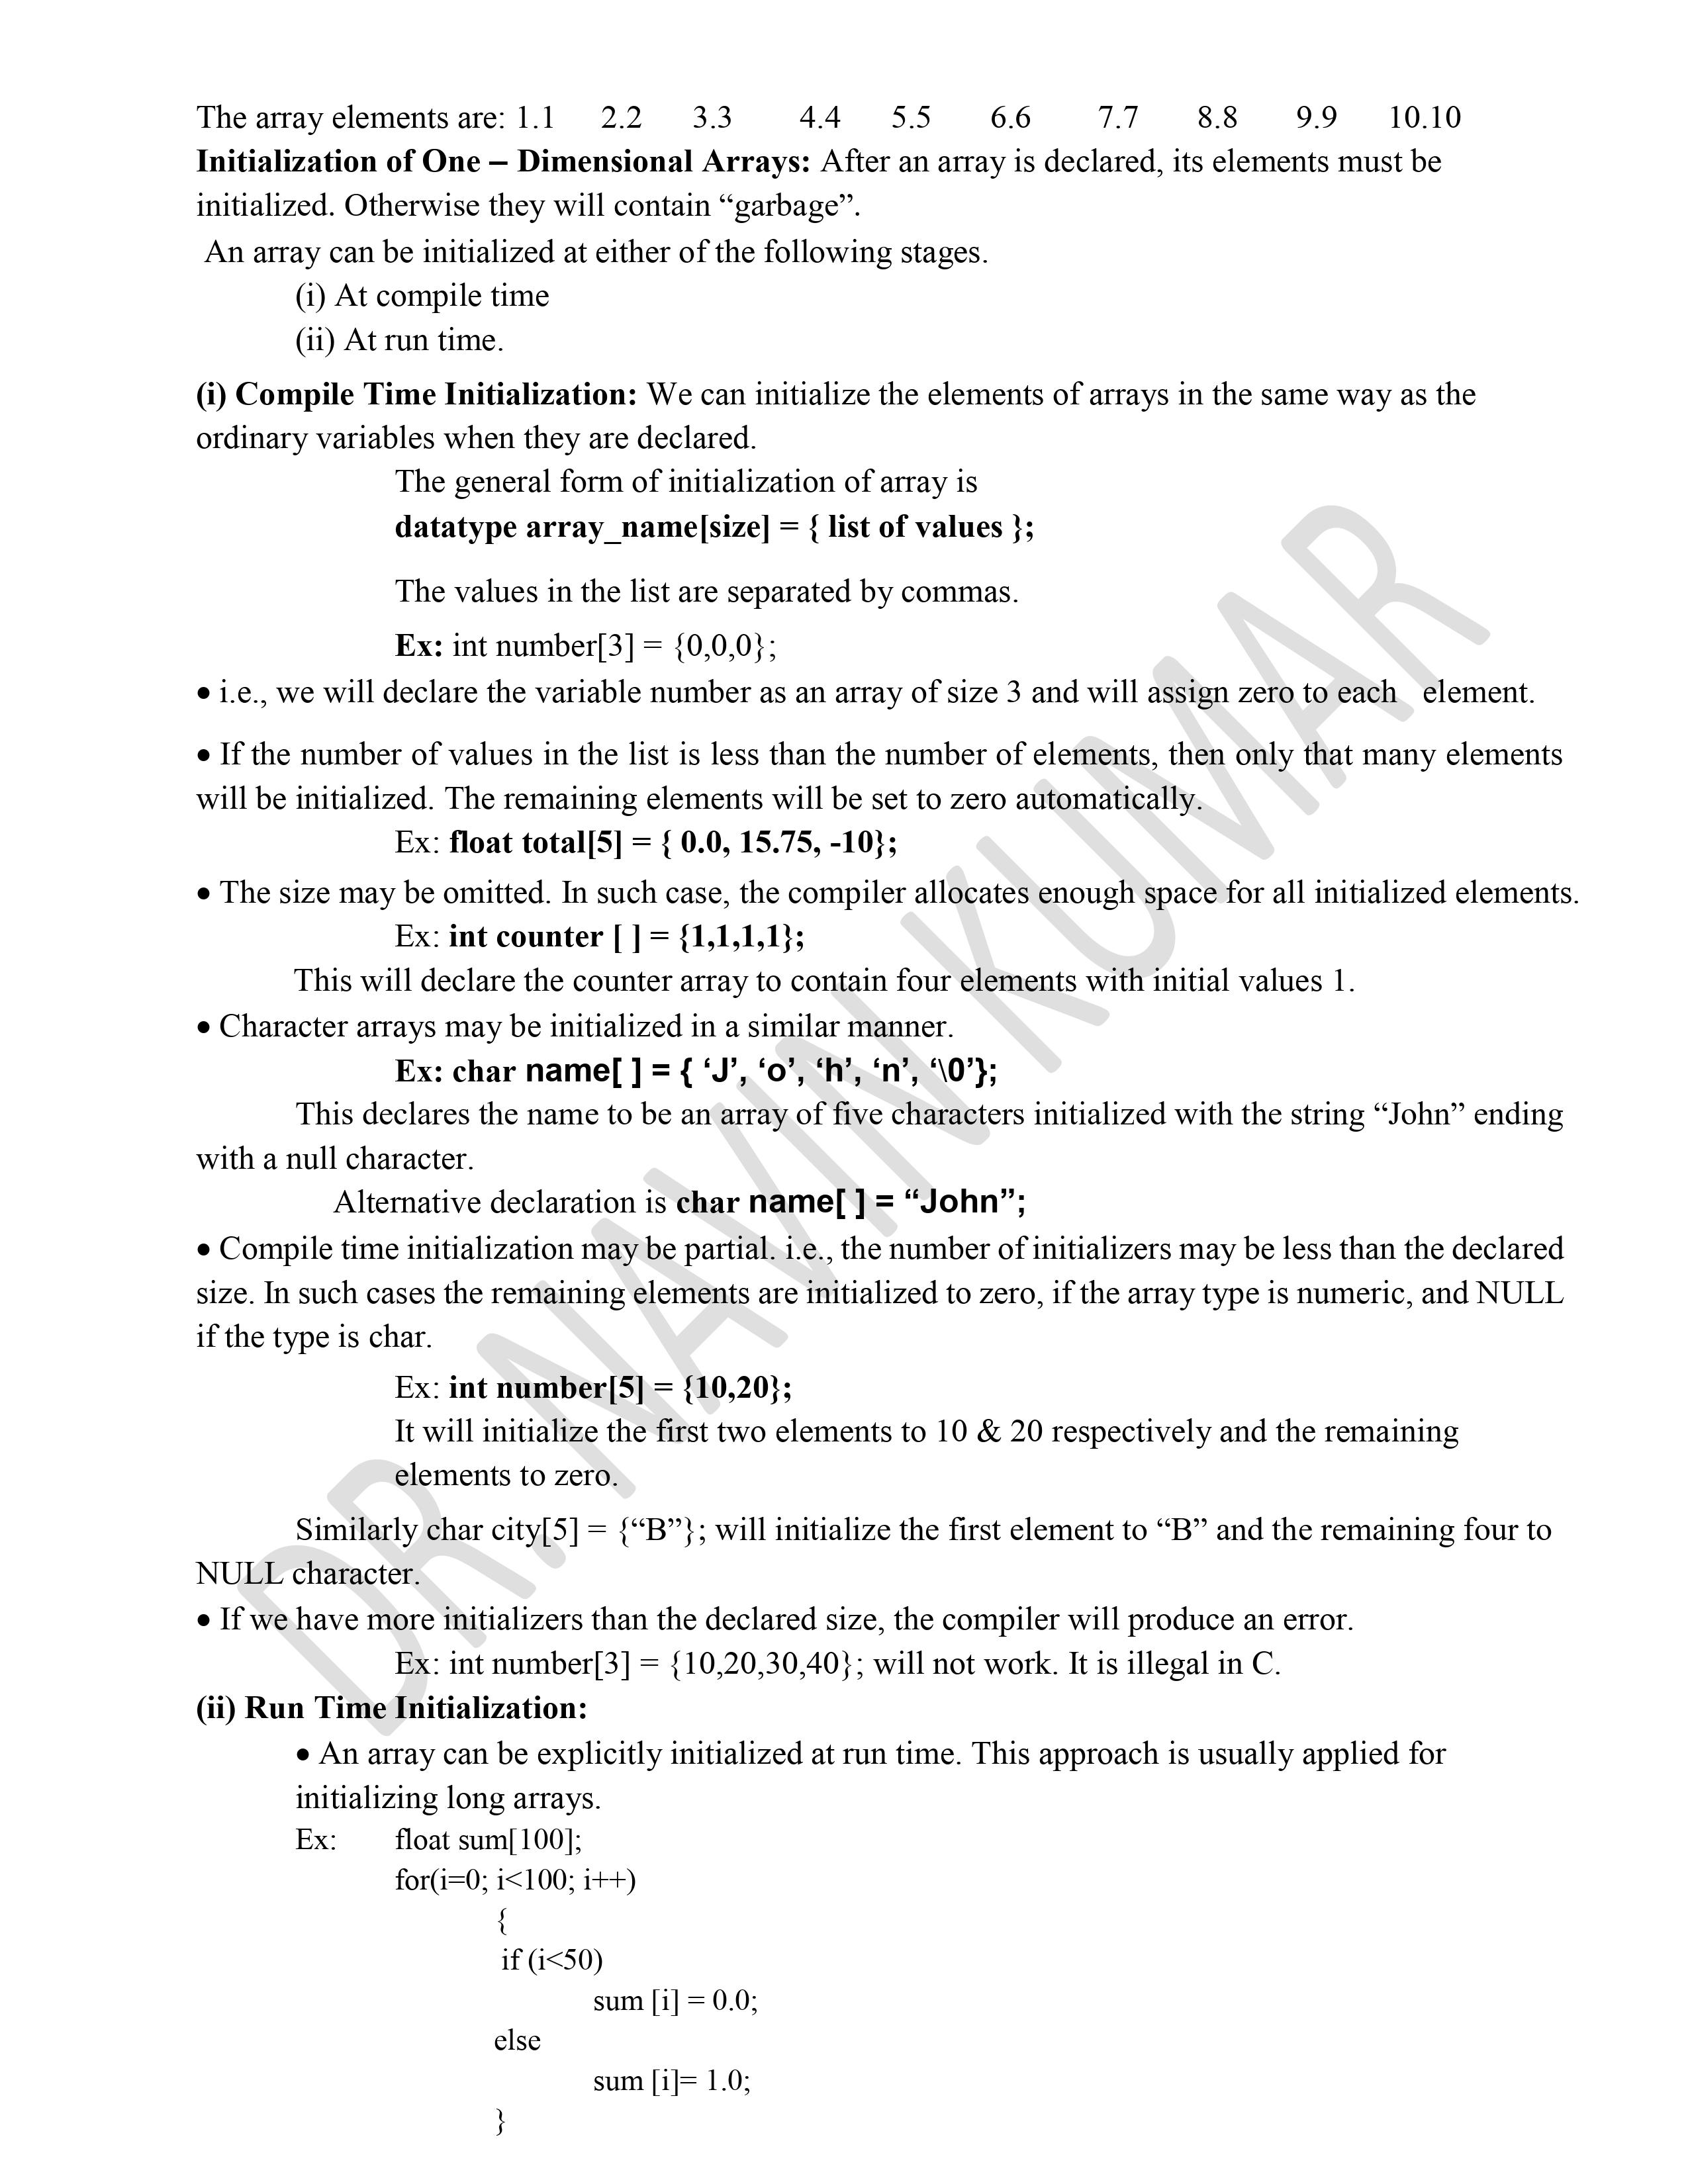 The array elements are: 1.1 2.2 3.3 4.4 5.5 6.6 7.7 8.8 9.9 10.10
Initialization of One – Dimensional Arrays: After an array is declared, its elements must be
initialized. Otherwise they will contain “garbage”.
An array can be initialized at either of the following stages.
(i) At compile time
(ii) At run time.
(i) Compile Time Initialization: We can initialize the elements of arrays in the same way as the
ordinary variables when they are declared.
The general form of initialization of array is
datatype array_name[size] = { list of values };
The values in the list are separated by commas.
Ex: int number[3] = {0,0,0};
• i.e., we will declare the variable number as an array of size 3 and will assign zero to each element.
• If the number of values in the list is less than the number of elements, then only that many elements
will be initialized. The remaining elements will be set to zero automatically.
Ex: float total[5] = { 0.0, 15.75, -10};
• The size may be omitted. In such case, the compiler allocates enough space for all initialized elements.
Ex: int counter [ ] = {1,1,1,1};
This will declare the counter array to contain four elements with initial values 1.
• Character arrays may be initialized in a similar manner.
Ex: char name[ ] = { ‘J’, ‘o’, ‘h’, ‘n’, ‘\0’};
This declares the name to be an array of five characters initialized with the string “John” ending
with a null character.
Alternative declaration is char name[ ] = “John”;
• Compile time initialization may be partial. i.e., the number of initializers may be less than the declared
size. In such cases the remaining elements are initialized to zero, if the array type is numeric, and NULL
if the type is char.
Ex: int number[5] = {10,20};
It will initialize the first two elements to 10 & 20 respectively and the remaining
elements to zero.
Similarly char city[5] = {“B”}; will initialize the first element to “B” and the remaining four to
NULL character.
• If we have more initializers than the declared size, the compiler will produce an error.
Ex: int number[3] = {10,20,30,40}; will not work. It is illegal in C.
(ii) Run Time Initialization:
• An array can be explicitly initialized at run time. This approach is usually applied for
initializing long arrays.
Ex: float sum[100];
for(i=0; i<100; i++)
{
if (i<50)
sum [i] = 0.0;
else
sum [i]= 1.0;
}
DR. NAVIN KUMAR